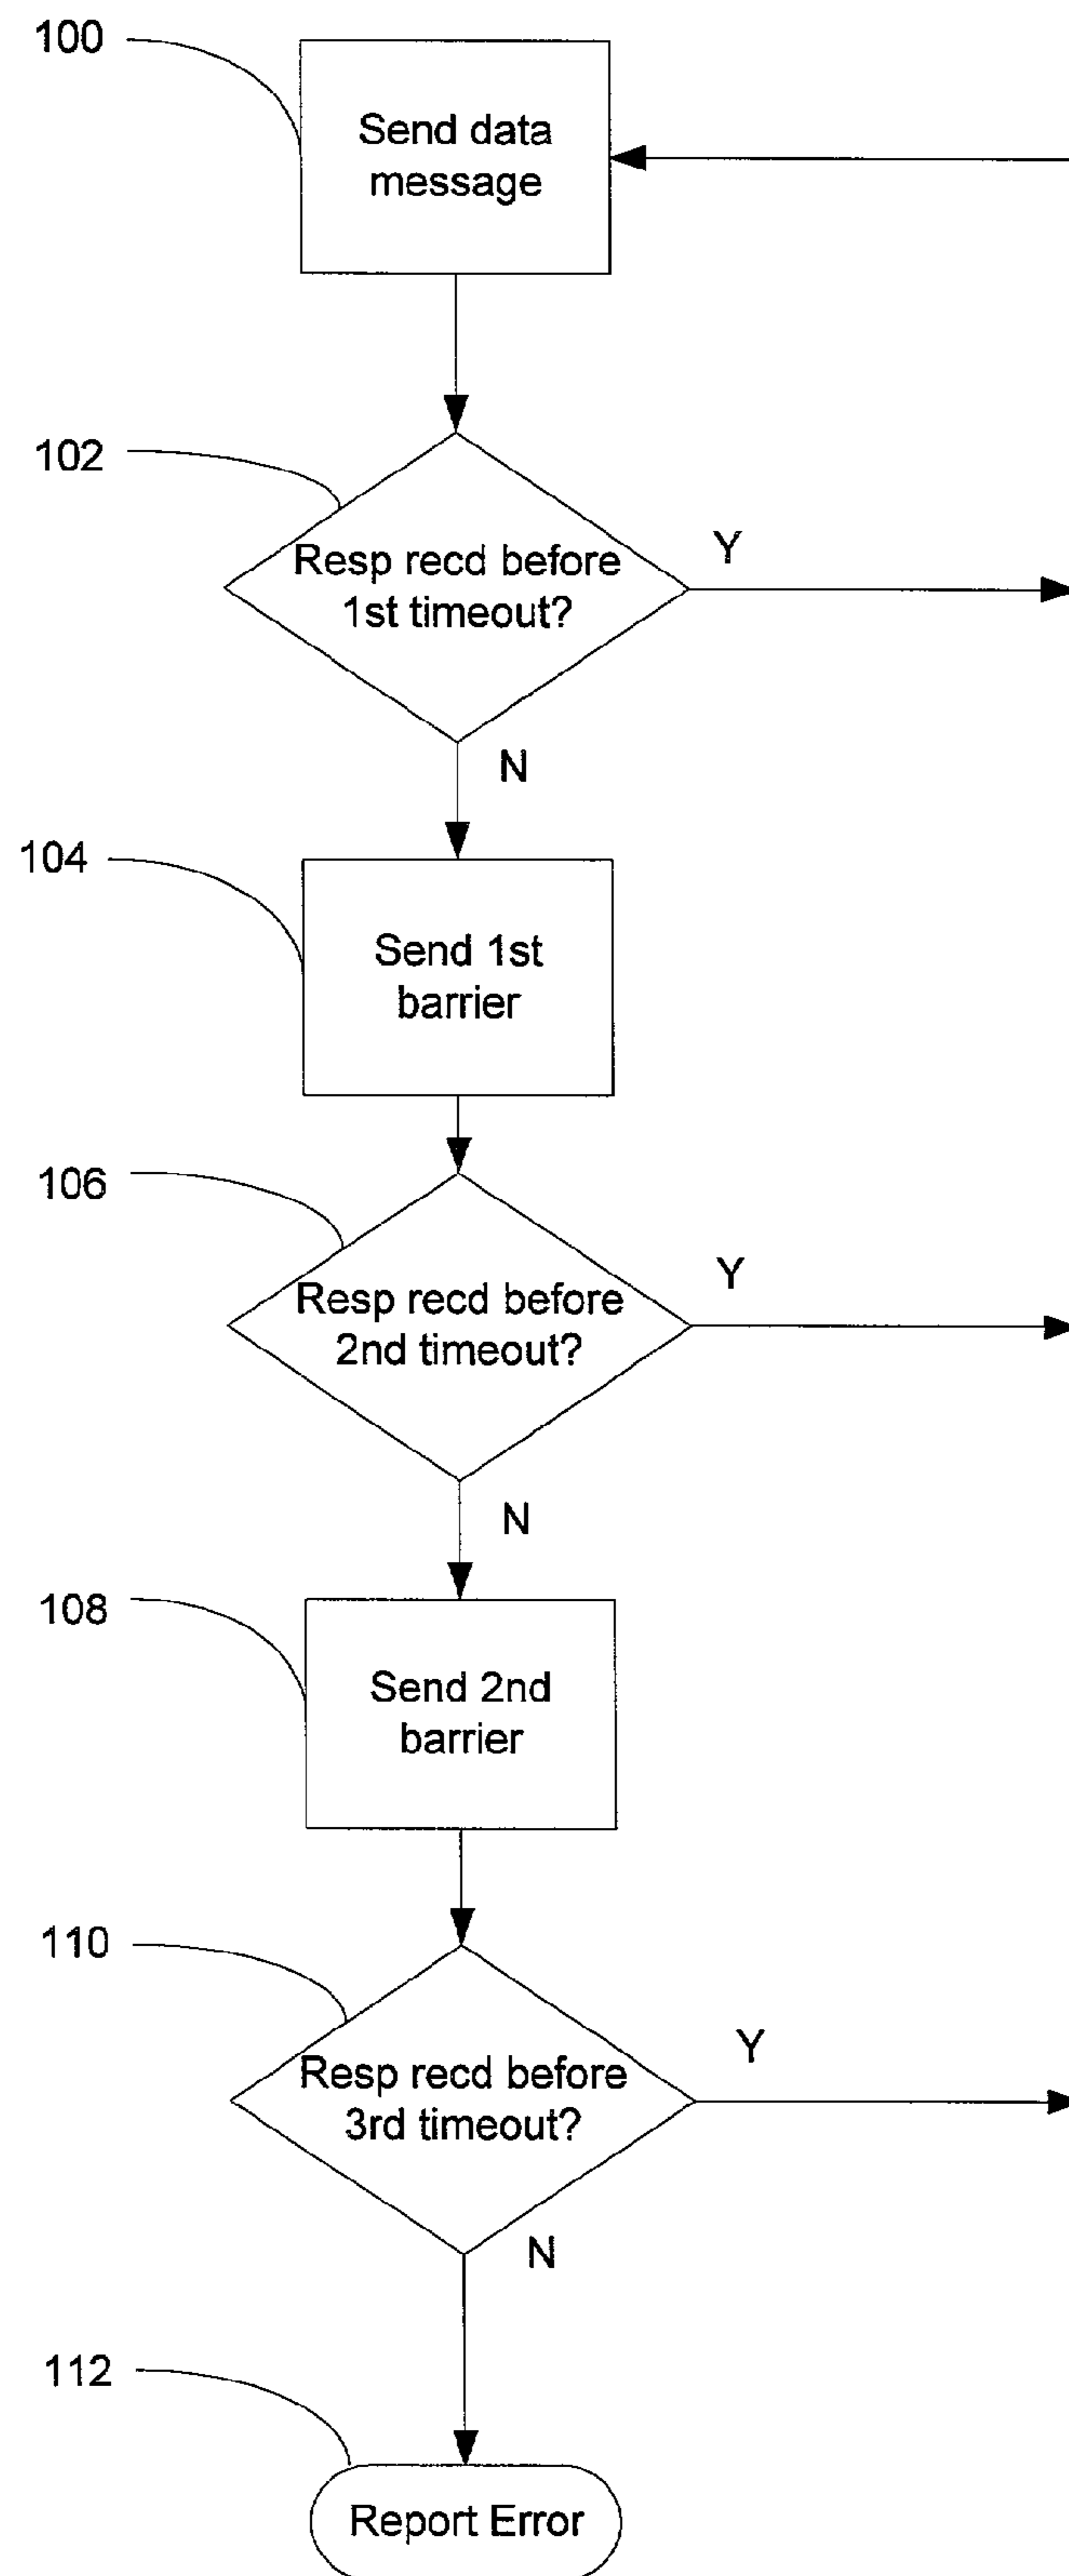 100
Send data
message
102
Resp recd before
1st timeout?
Y
N
104
Send 1st
barrier
106
Resp recd before
2nd timeout?
Y
N
108
Send 2nd
barrier
110
Resp recd before
3rd timeout?
Y
N
112
Report Error